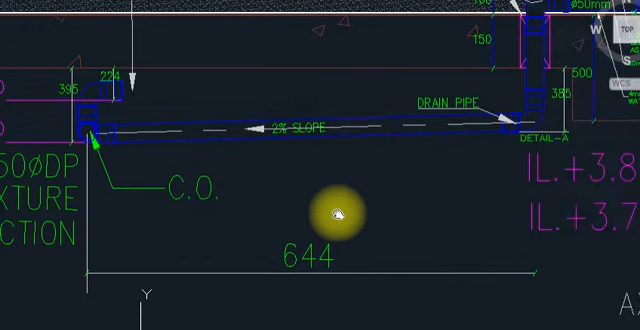 ø50mm
150
W
TOP
S
224
395
500
WCS
385
DRAIN PIPE
2% SLOPE
DETAIL-A
50øDP
C.O.
IL.+3.8
XTURE
IL.+3.7
CTION
644
Y